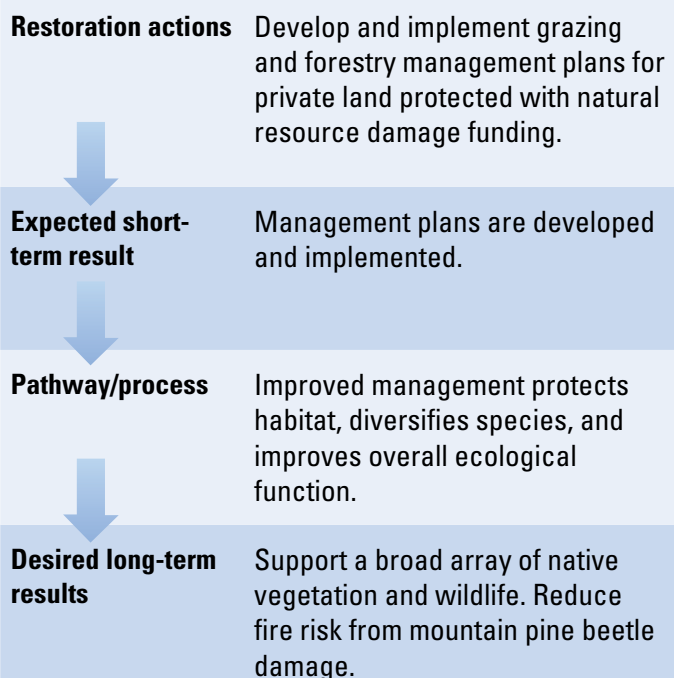 Restoration actions
Develop and implement grazing
and forestry management plans for
private land protected with natural
resource damage funding.
Expected short-
term result
Management plans are developed
and implemented.
Pathway/process
Improved management protects
habitat, diversifies species, and
improves overall ecological
function.
Desired long-term
results
Support a broad array of native
vegetation and wildlife. Reduce
fire risk from mountain pine beetle
damage.